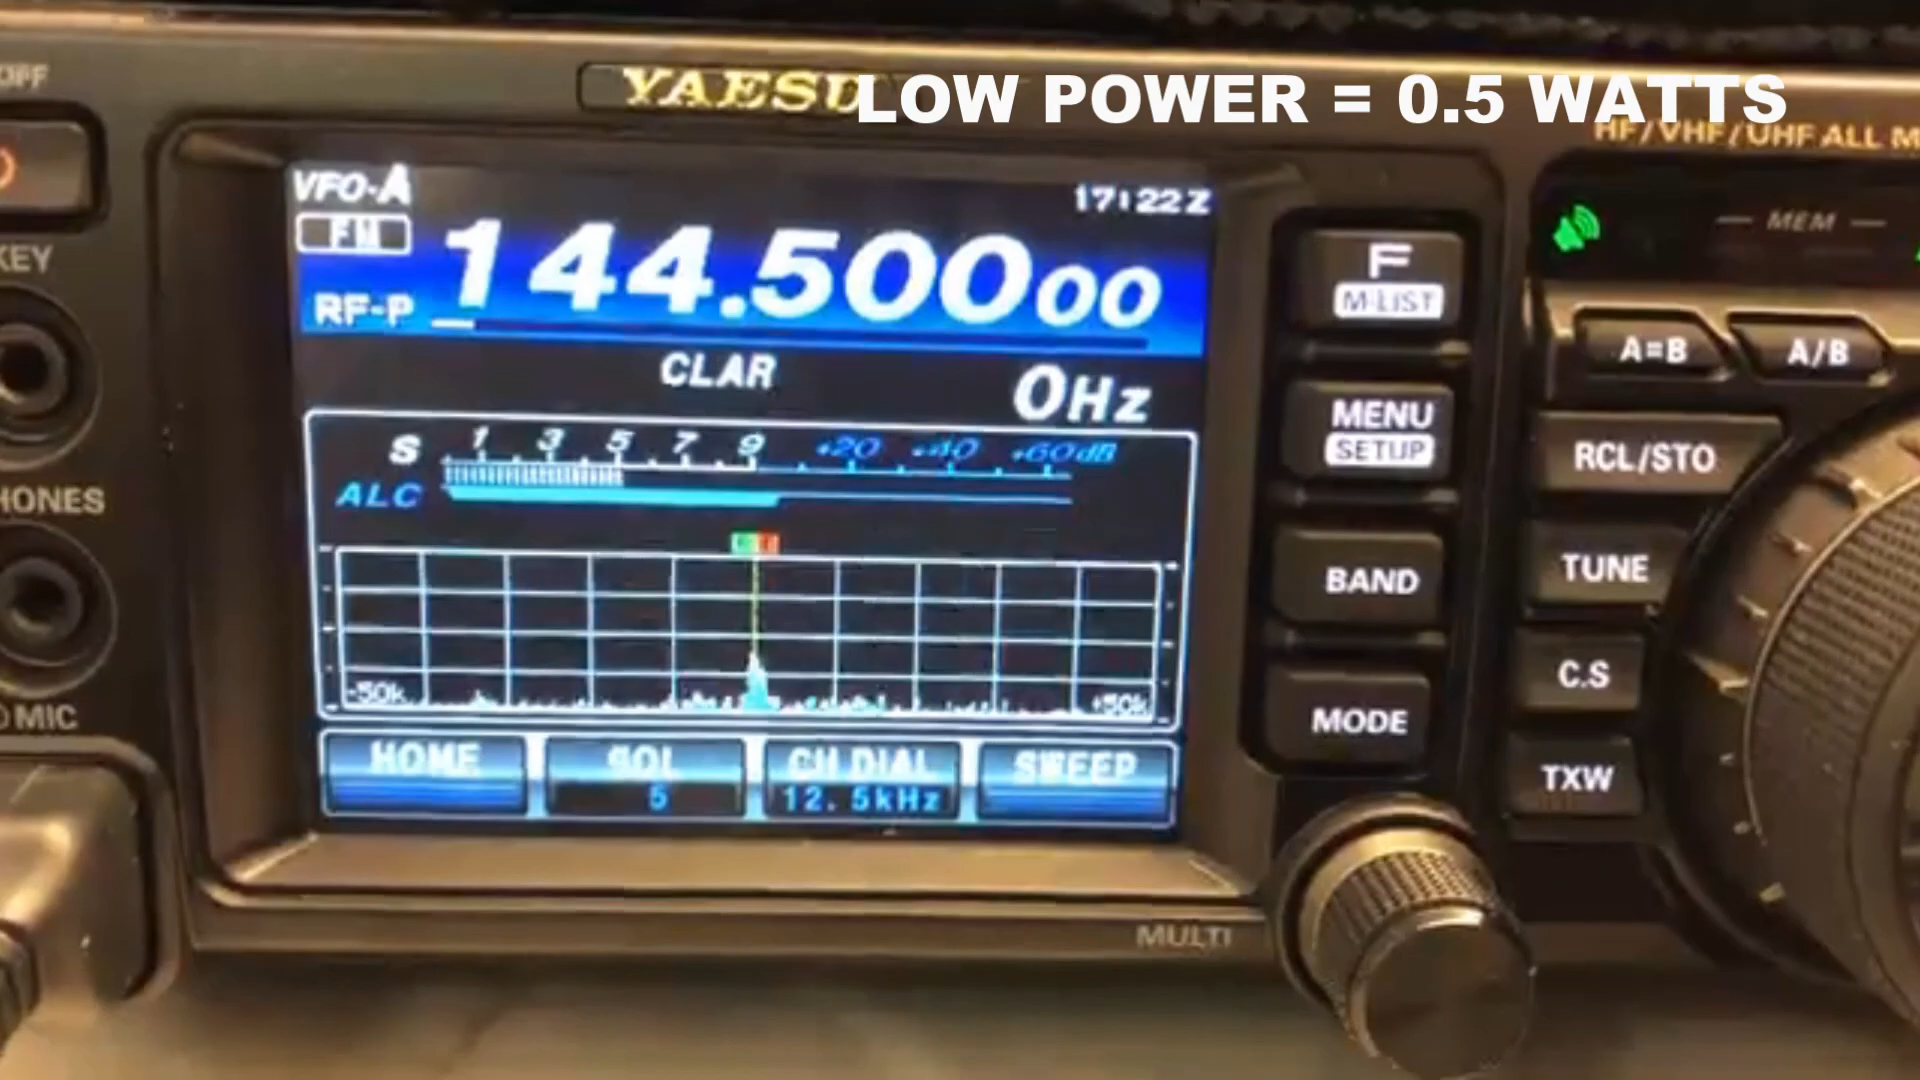 YAESU
LOW POWER = 0.5 WATTS
HF/VHF/UHF ALL M
OFF
VFO-A
17:22Z
FM
144.50000
RF-P
CLAR
0Hz
S 1 3 5 7 9 +20 +40 +60dB
ALC
-50k
+50k
HOME
SQL
5
CH DIAL
12.5kHz
SWEEP
KEY
HONES
MIC
F
M-LIST
MENU
SETUP
BAND
MODE
MULTI
MEM
A=B
A/B
RCL/STO
TUNE
C.S
TXW